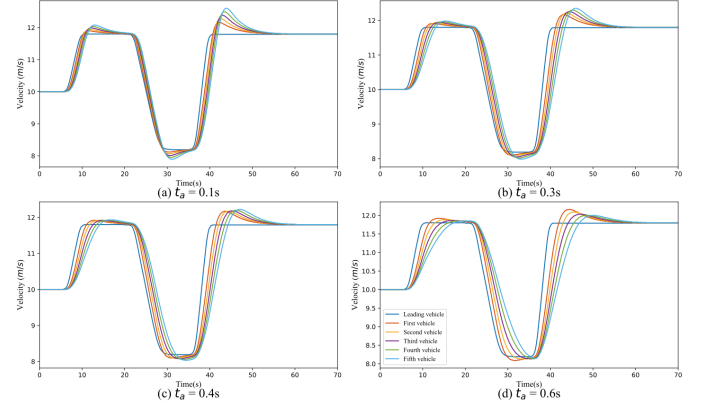 12
11
10
9
8
Velocity (m/s)
0 10 20 30 40 50 60 70
Time(s)
(a) tₐ = 0.1s
12
11
10
9
8
Velocity (m/s)
0 10 20 30 40 50 60 70
Time(s)
(b) tₐ = 0.3s
12
11
10
9
8
Velocity (m/s)
0 10 20 30 40 50 60 70
Time(s)
(c) tₐ = 0.4s
12.0
11.5
11.0
10.5
10.0
9.5
9.0
8.5
8.0
Velocity (m/s)
Leading vehicle
First vehicle
Second vehicle
Third vehicle
Fourth vehicle
Fifth vehicle
0 10 20 30 40 50 60 70
Time(s)
(d) tₐ = 0.6s